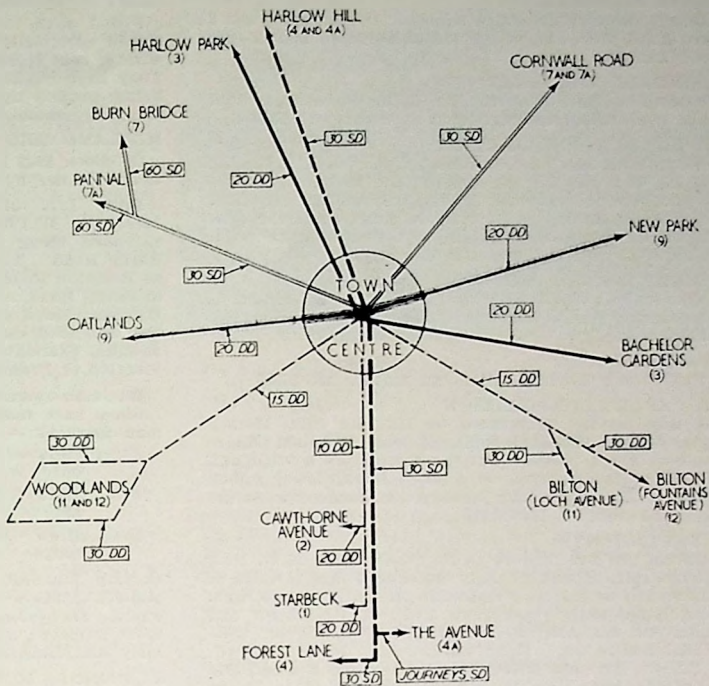 HARLOW HILL
(4 AND 4A)
HARLOW PARK
(3)
CORNWALL ROAD
(7 AND 7A)
BURN BRIDGE
(7)
30 SD
30 SD
60 SD
20 DD
PANNAL
(7A)
60 SD
NEW PARK
(9)
20 DD
30 SD
TOWN
CENTRE
OATLANDS
(9)
20 DD
20 DD
BACHELOR
GARDENS
(3)
15 DD
15 DD
30 DD
10 DD
30 SD
30 DD
30 DD
WOODLANDS
(11 AND 12)
BILTON
(LOCH AVENUE)
(11)
BILTON
(FOUNTAINS
AVENUE)
(12)
30 DD
CAWTHORNE
AVENUE
(2)
20 DD
STARBECK
(1)
20 DD
THE AVENUE
(4A)
FOREST LANE
(4)
30 SD
JOURNEYS SD